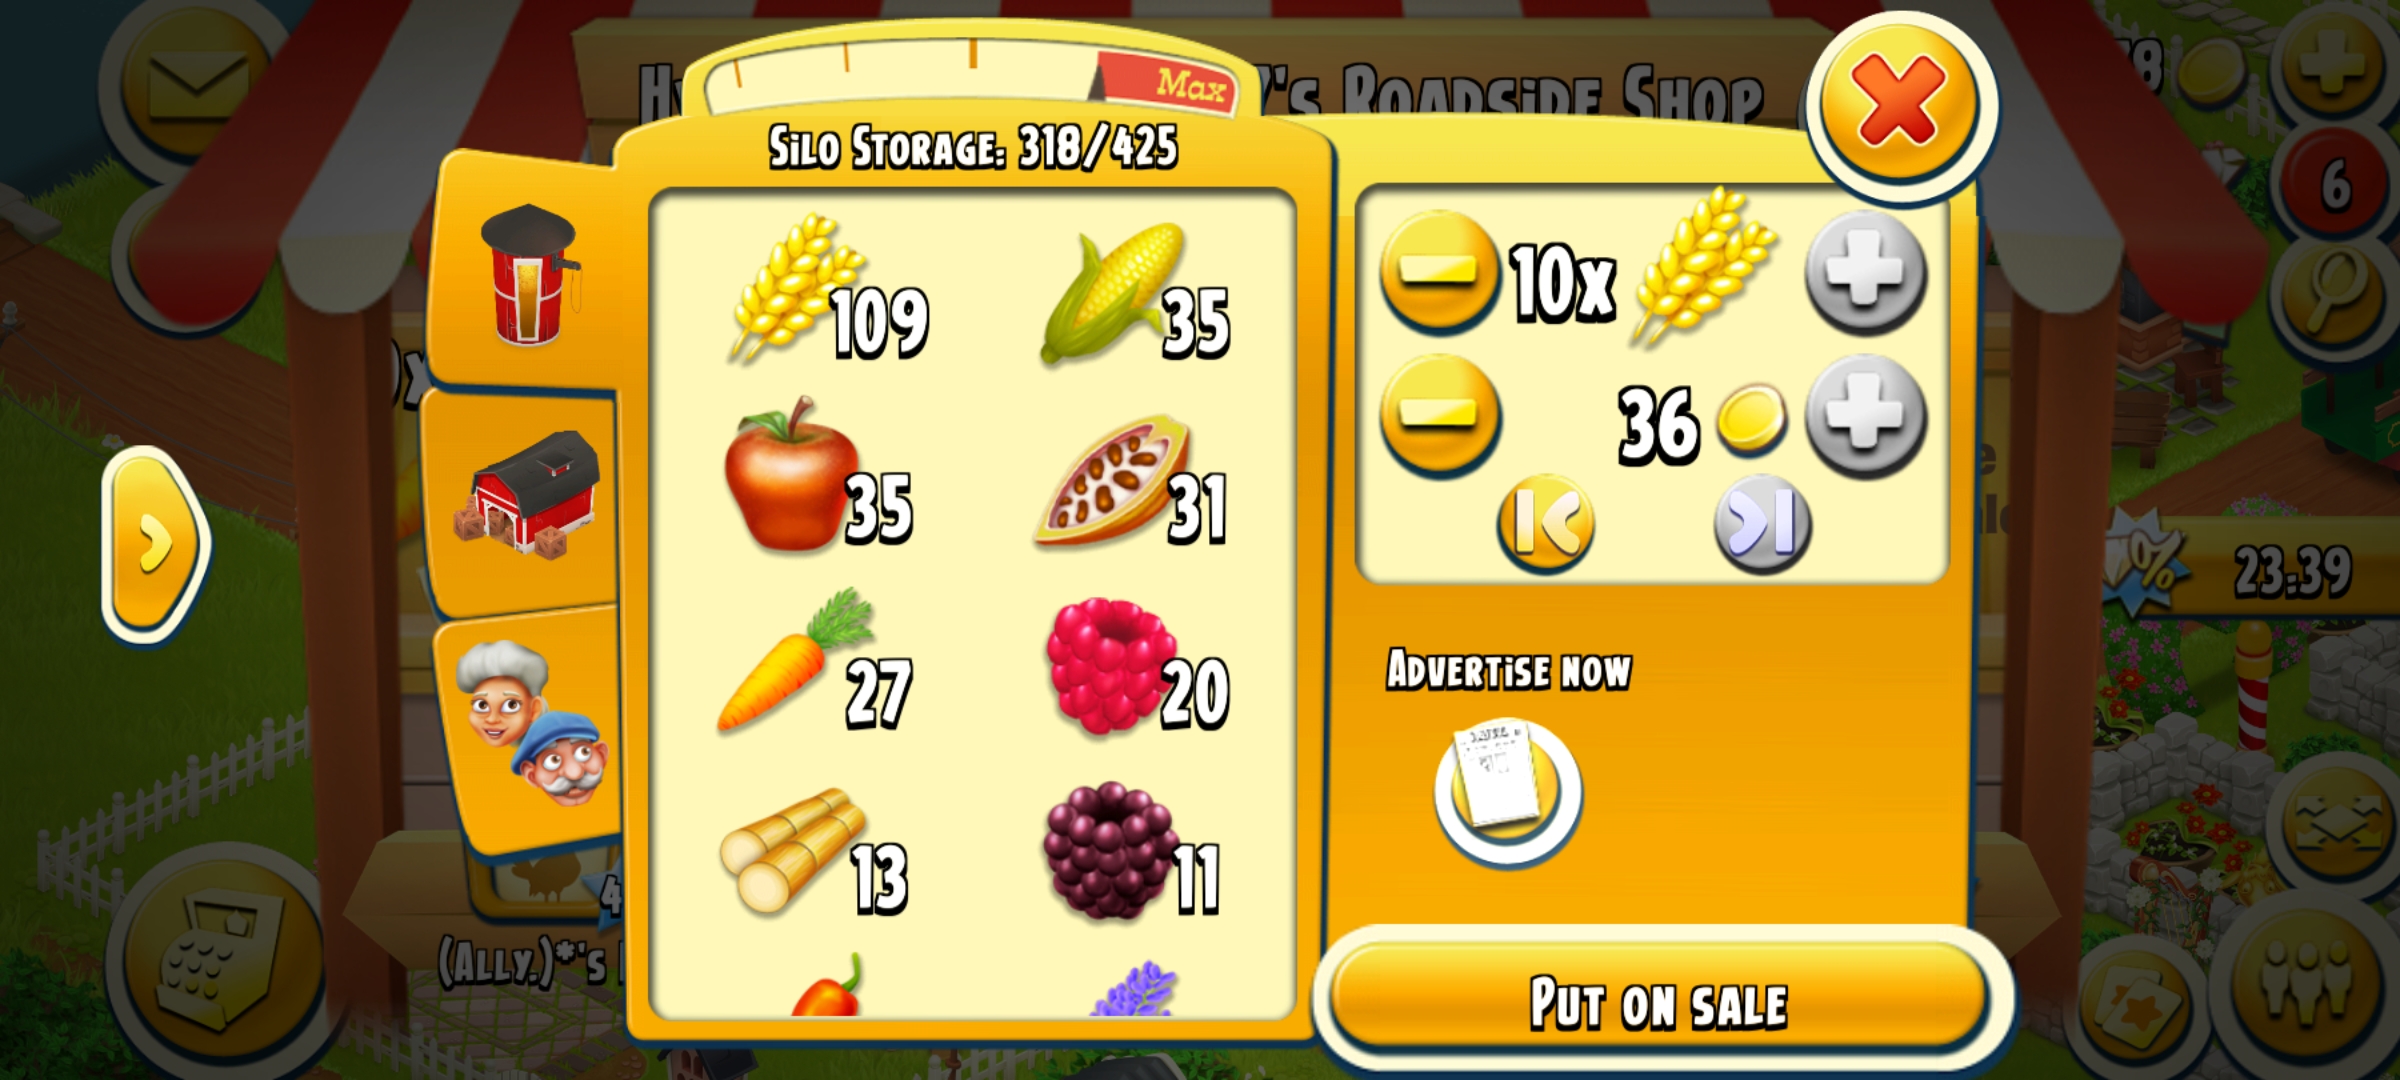 's Roadside Shop
Max
Silo Storage: 318/425
109
35
35
31
27
20
13
11
10x
36
Advertise now
Put on sale
6
23:39
(Ally.)*'s